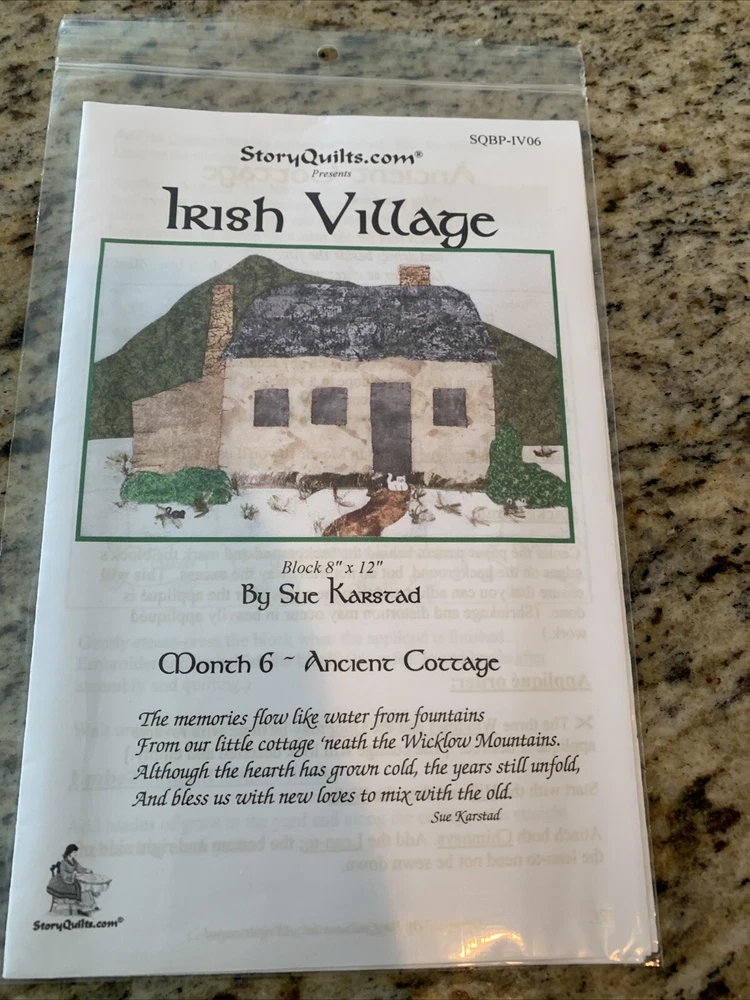 SQBP-IV06
StoryQuilts.com®
Presents
Irish Village
Block 8" x 12"
By Sue Karstad
Month 6 ~ Ancient Cottage
The memories flow like water from fountains
From our little cottage 'neath the Wicklow Mountains.
Although the hearth has grown cold, the years still unfold,
And bless us with new loves to mix with the old.
Sue Karstad
StoryQuilts.com®